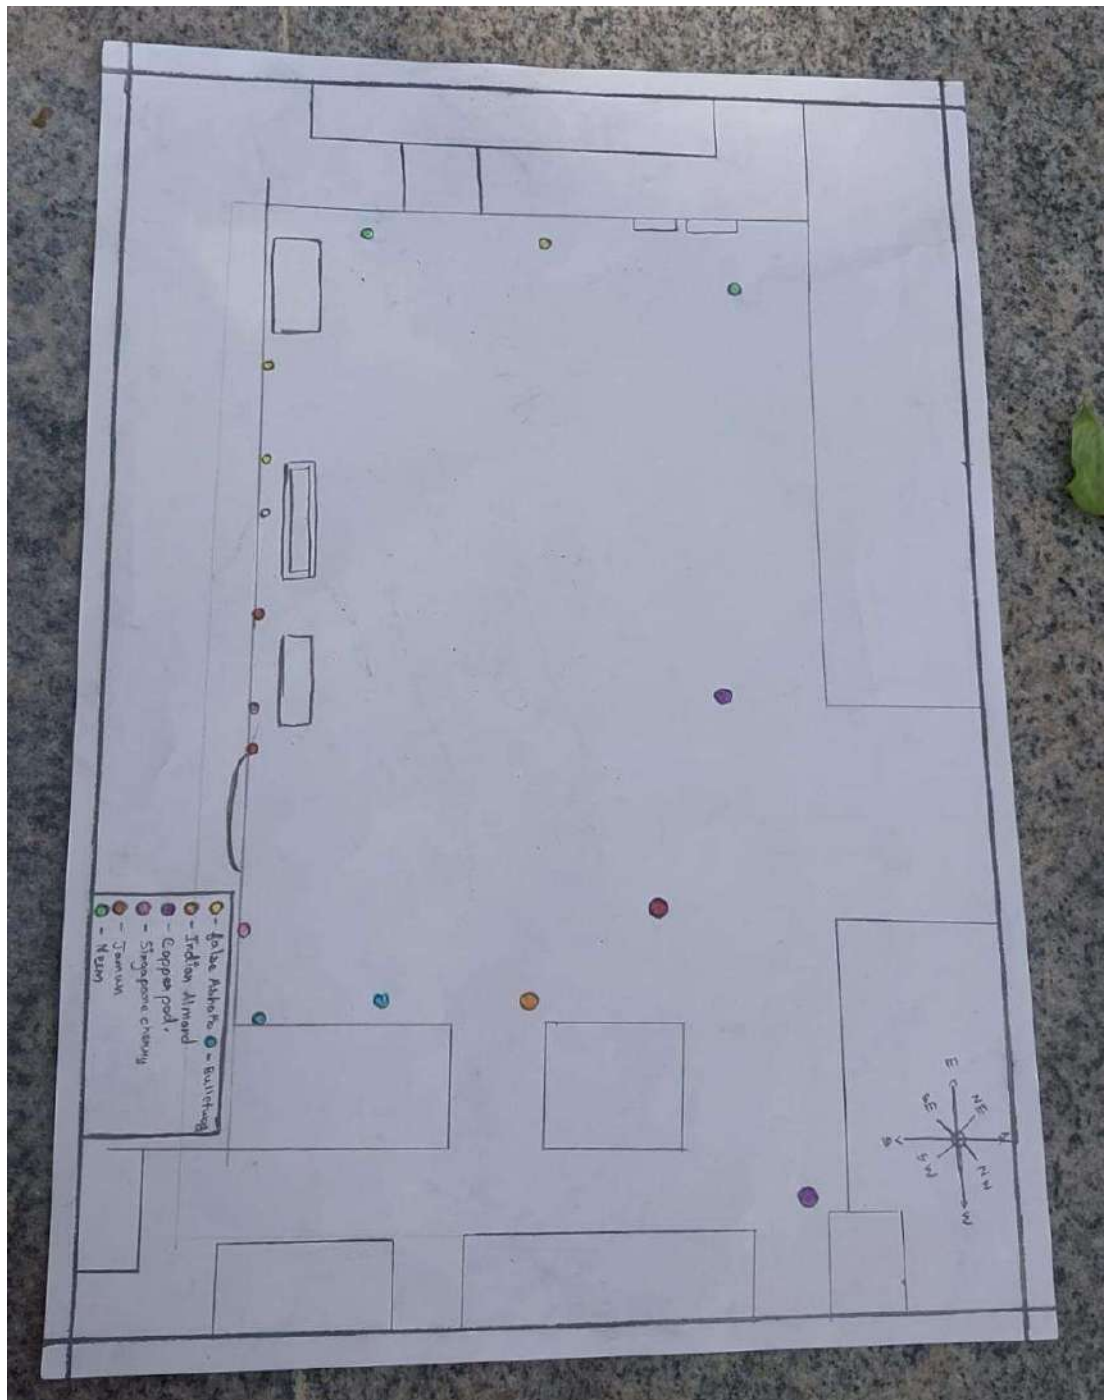 - false Ashoka - Bulletwood
- Indian Almond
- Copper pod.
- Singapore cherry
- Jamun
- Neem
N
NE
E
SE
S
SW
W
NW